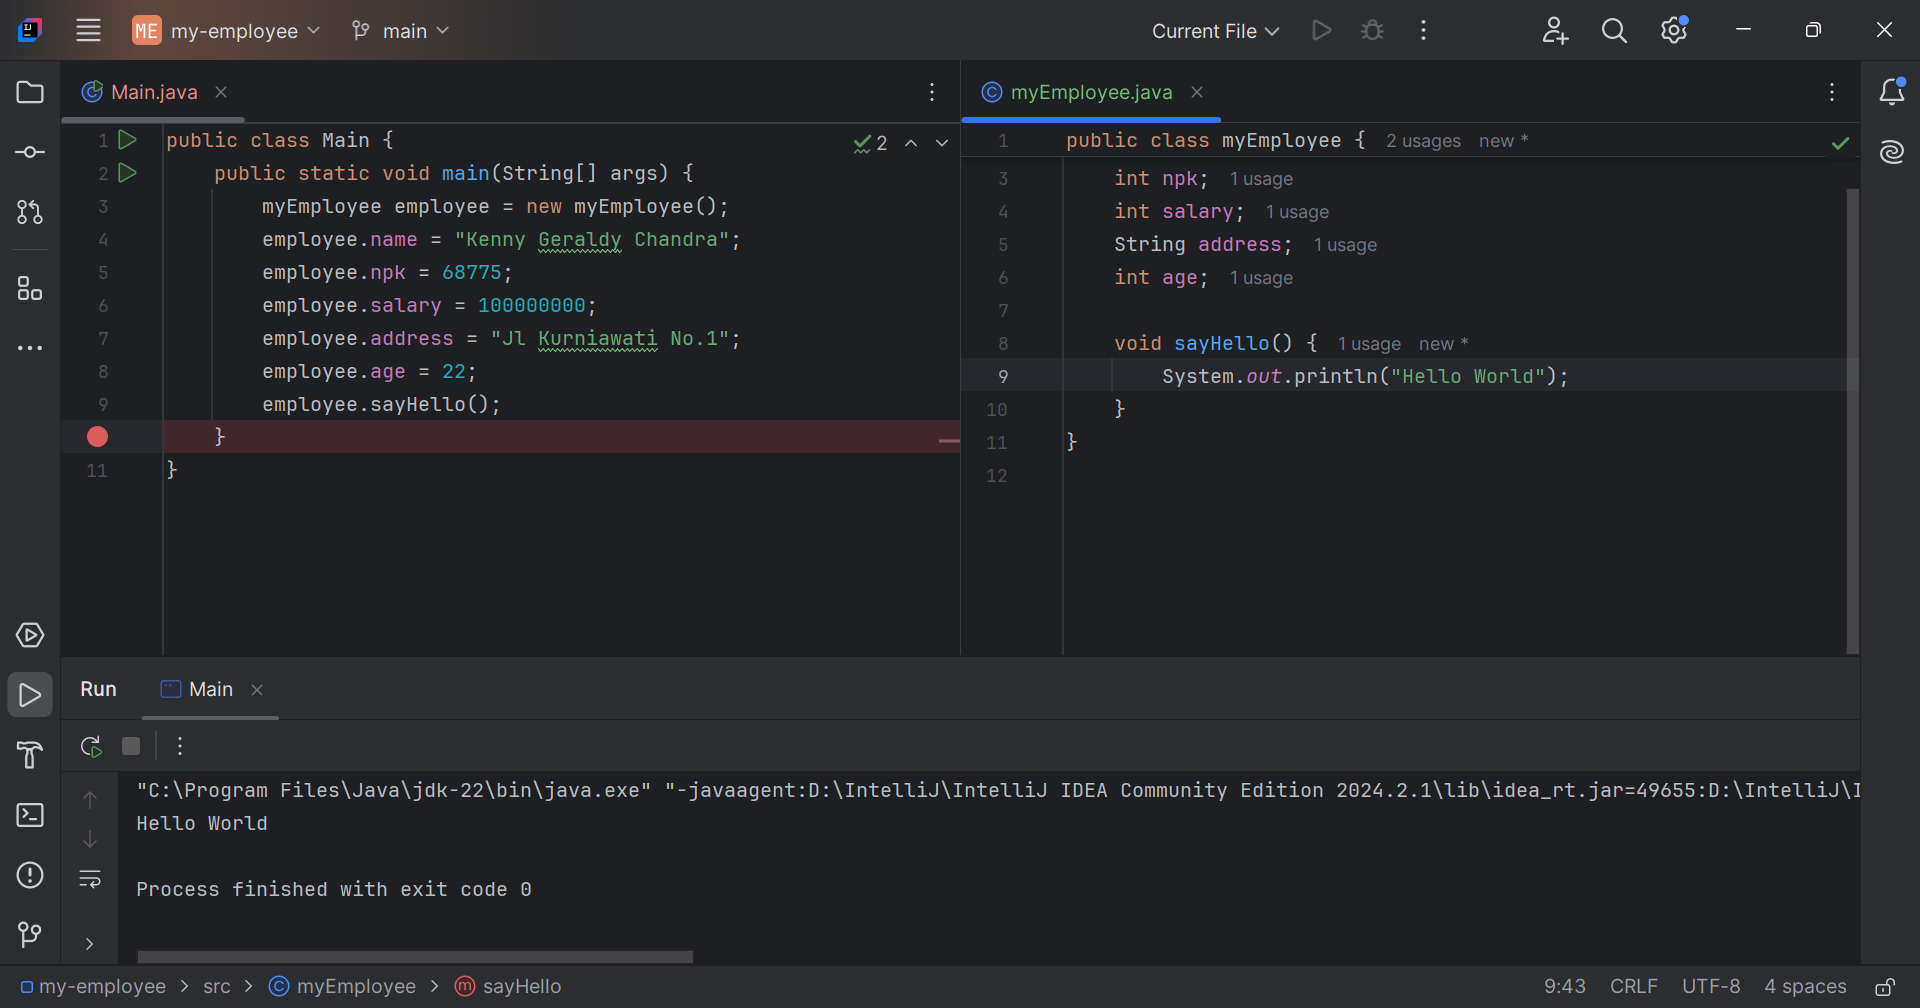 ME my-employee main Current File
Main.java
myEmployee.java
1 public class Main {
2 public static void main(String[] args) {
3 myEmployee employee = new myEmployee();
4 employee.name = "Kenny Geraldy Chandra";
5 employee.npk = 68775;
6 employee.salary = 100000000;
7 employee.address = "Jl Kurniawati No.1";
8 employee.age = 22;
9 employee.sayHello();
}
11 }
2
1 public class myEmployee { 2 usages new *
3 int npk; 1 usage
4 int salary; 1 usage
5 String address; 1 usage
6 int age; 1 usage
7
8 void sayHello() { 1 usage new *
9 System.out.println("Hello World");
10 }
11 }
12
Run Main
"C:\Program Files\Java\jdk-22\bin\java.exe" "-javaagent:D:\IntelliJ\IntelliJ IDEA Community Edition 2024.2.1\lib\idea_rt.jar=49655:D:\IntelliJ\I
Hello World
Process finished with exit code 0
my-employee > src > myEmployee > m sayHello 9:43 CRLF UTF-8 4 spaces